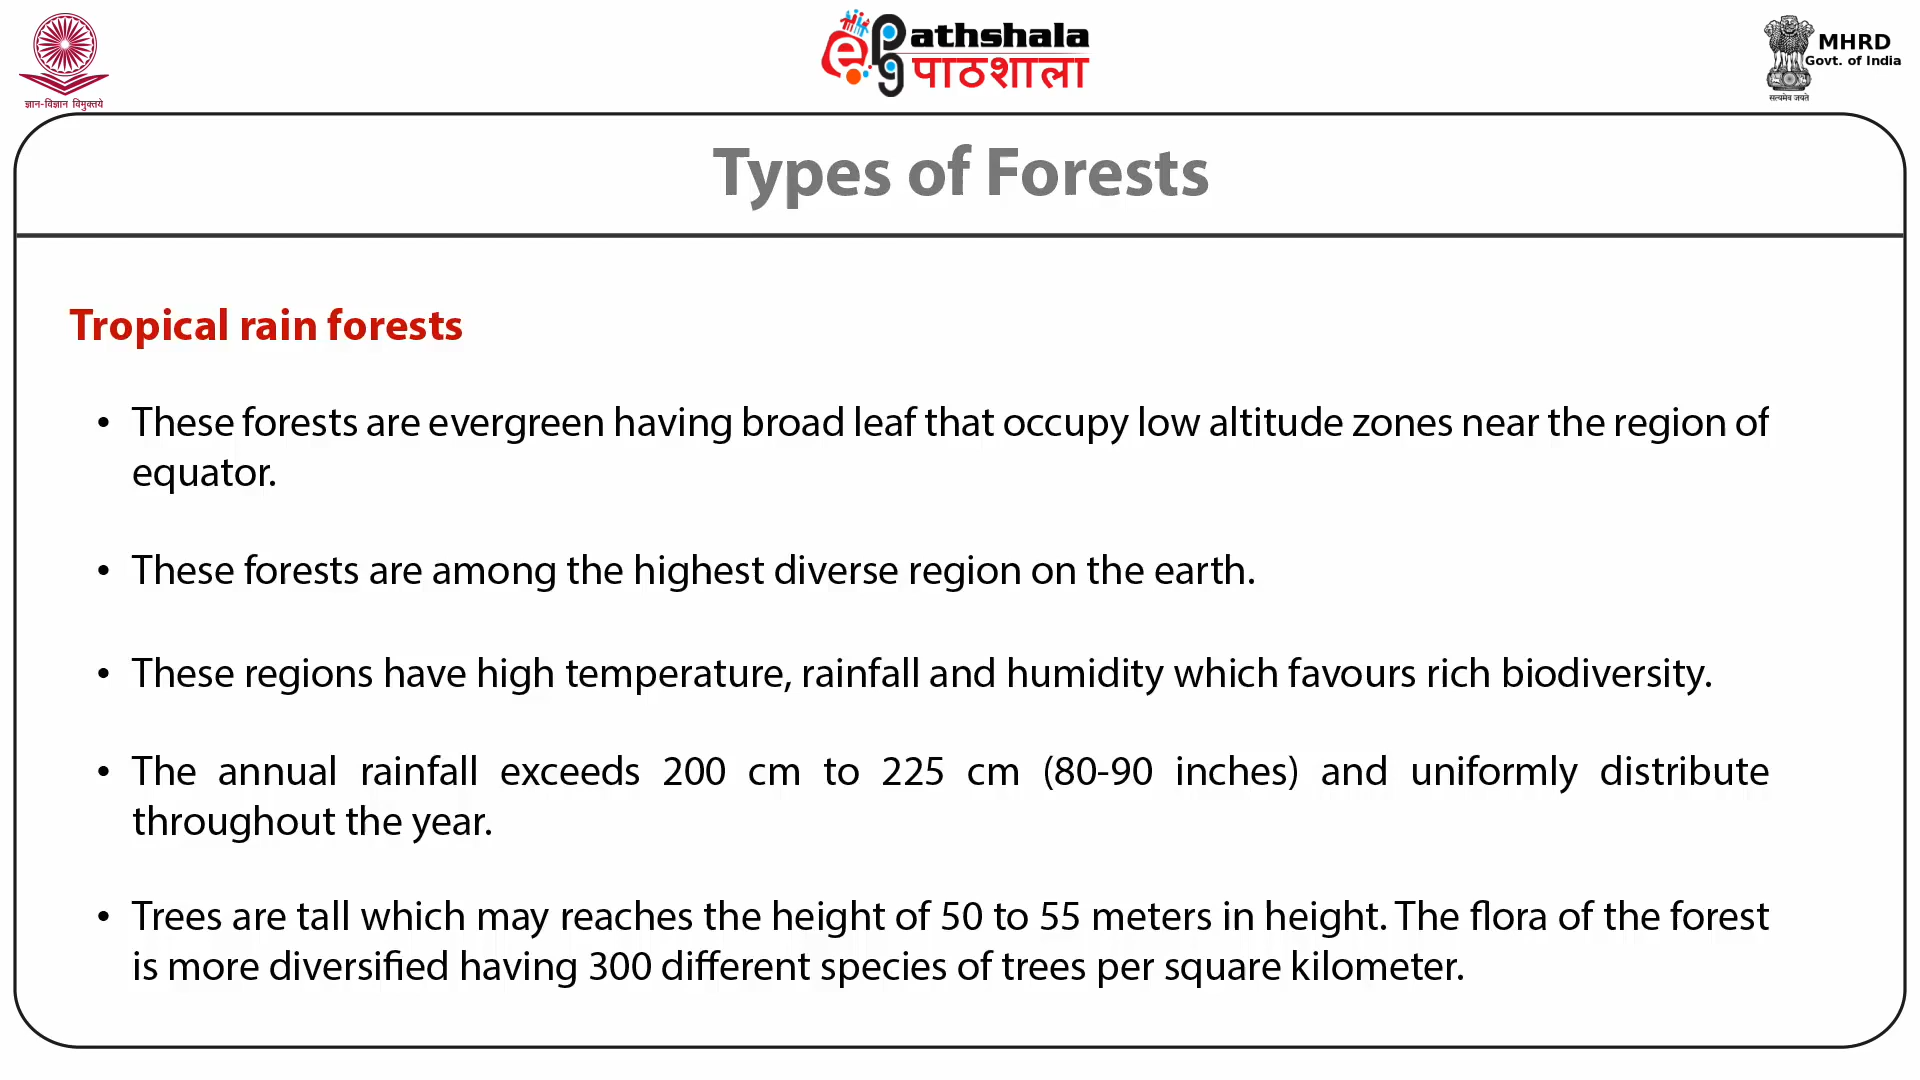 ePathshala
पाठशाला
MHRD
Govt. of India
ज्ञान-विज्ञान विमुक्तये
सत्यमेव जयते
Types of Forests
Tropical rain forests
• These forests are evergreen having broad leaf that occupy low altitude zones near the region of
equator.
• These forests are among the highest diverse region on the earth.
• These regions have high temperature, rainfall and humidity which favours rich biodiversity.
• The annual rainfall exceeds 200 cm to 225 cm (80-90 inches) and uniformly distribute
throughout the year.
• Trees are tall which may reaches the height of 50 to 55 meters in height. The flora of the forest
is more diversified having 300 different species of trees per square kilometer.